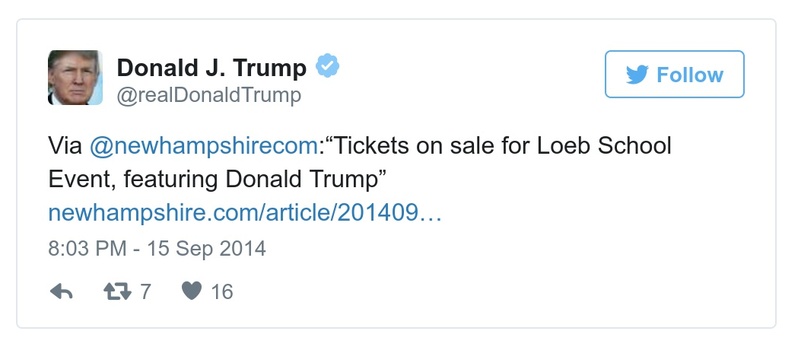 Donald J. Trump
@realDonaldTrump
Follow
Via @newhampshirecom:“Tickets on sale for Loeb School
Event, featuring Donald Trump”
newhampshire.com/article/201409…
8:03 PM - 15 Sep 2014
7 16